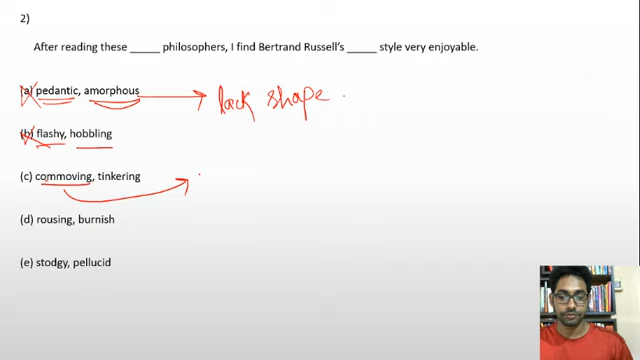 2)
After reading these _____ philosophers, I find Bertrand Russell's _____ style very enjoyable.
(a) pedantic, amorphous
lack shape
(b) flashy, hobbling
(c) commoving, tinkering
(d) rousing, burnish
(e) stodgy, pellucid